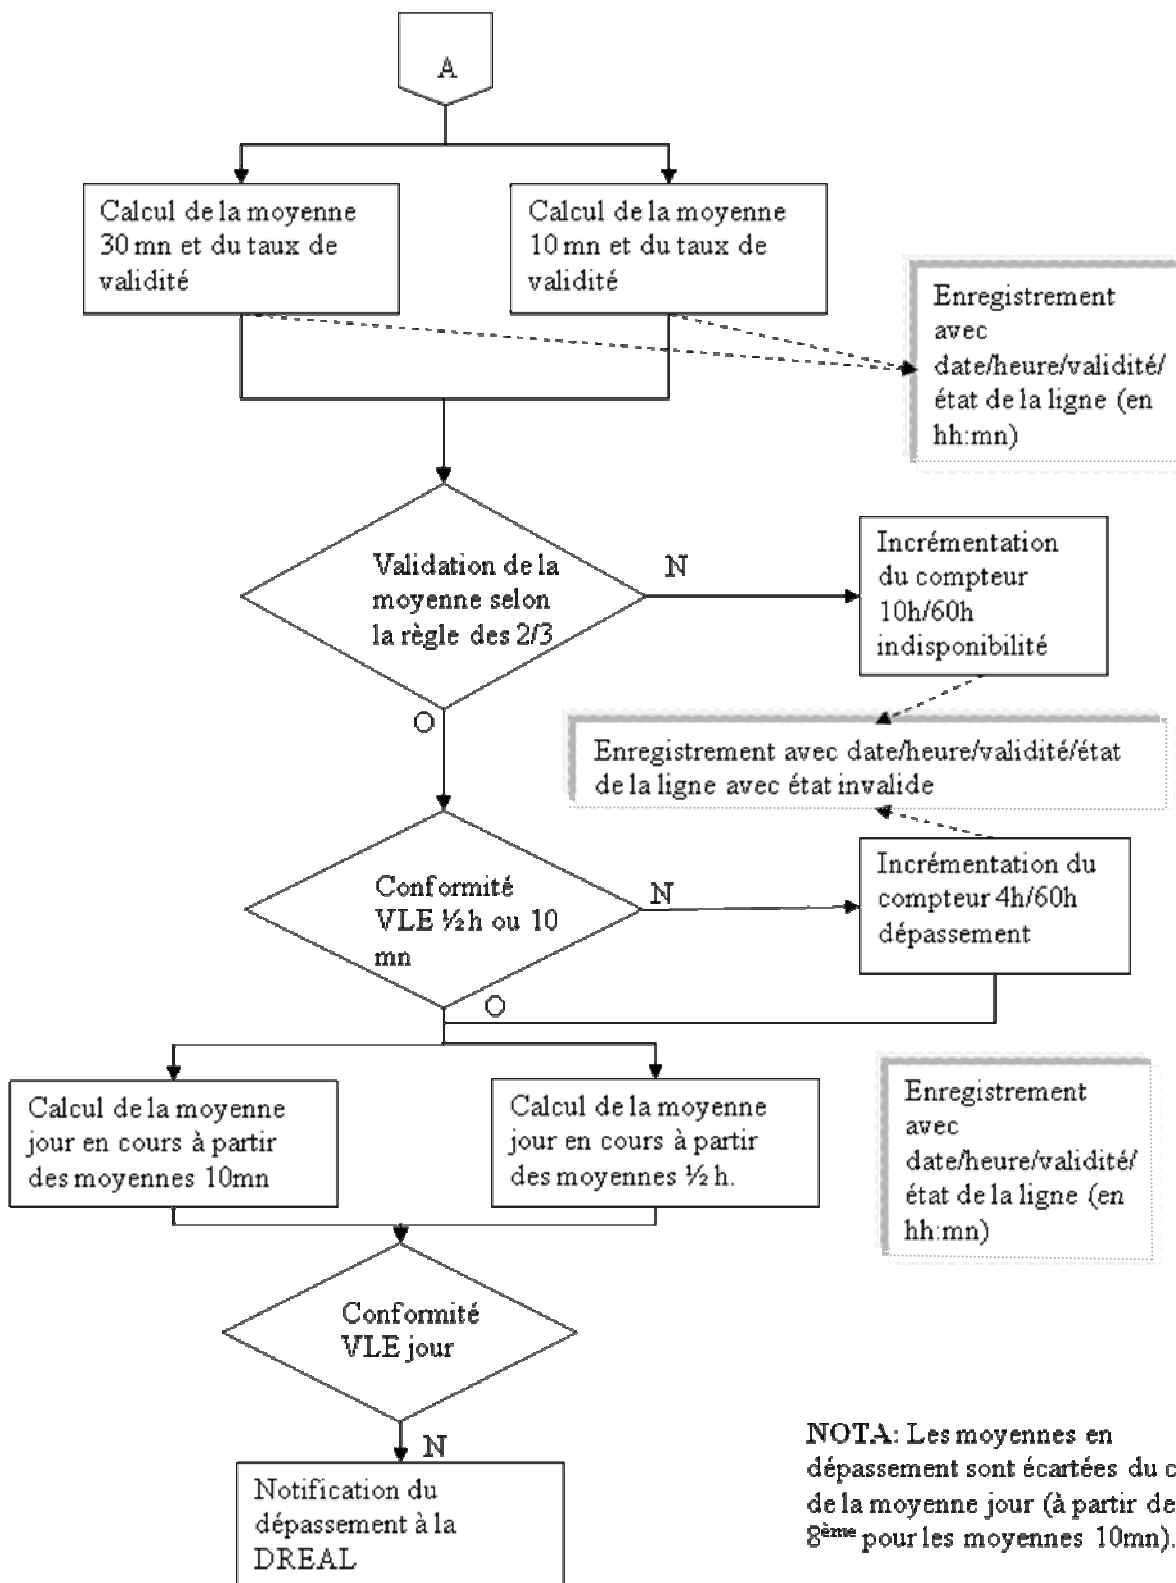 A
Calcul de la moyenne
30 mn et du taux de
validité
Calcul de la moyenne
10 mn et du taux de
validité
Enregistrement
avec
date/heure/validité/
état de la ligne (en
hh:mn)
Validation de la
moyenne selon
la règle des 2/3
N
Incrémentation
du compteur
10h/60h
indisponibilité
O
Enregistrement avec date/heure/validité/état
de la ligne avec état invalide
Conformité
VLE ½ h ou 10
mn
N
Incrémentation du
compteur 4h/60h
dépassement
O
Calcul de la moyenne
jour en cours à partir
des moyennes 10mn
Calcul de la moyenne
jour en cours à partir
des moyennes ½ h.
Enregistrement
avec
date/heure/validité/
état de la ligne (en
hh:mn)
Conformité
VLE jour
N
Notification du
dépassement à la
DREAL
NOTA: Les moyennes en
dépassement sont écartées du
de la moyenne jour (à partir de
8ème pour les moyennes 10mn).